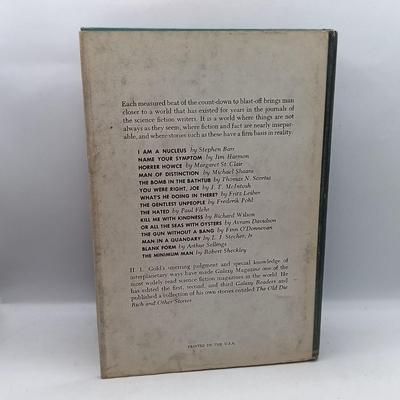 Each measured beat of the count-down to blast-off brings man
closer to a world that has existed for years in the journals of
the science fiction writers. It is a world where things are not
always as they seem, where fiction and fact are nearly insepar-
able, and where stories such as these have a firm basis in reality.
I AM A NUCLEUS by Stephen Barr
NAME YOUR SYMPTOM by Jim Harmon
HORRER HOWCE by Margaret St. Clair
MAN OF DISTINCTION by Michael Shaara
THE BOMB IN THE BATHTUB by Thomas N. Scortia
YOU WERE RIGHT, JOE by J. T. McIntosh
WHAT'S HE DOING IN THERE? by Fritz Leiber
THE GENTLEST UNPEOPLE by Frederik Pohl
THE HATED by Paul Flehr
KILL ME WITH KINDNESS by Richard Wilson
OR ALL THE SEAS WITH OYSTERS by Avram Davidson
THE GUN WITHOUT A BANG by Finn O'Donnevan
MAN IN A QUANDARY by L. J. Stecher, Jr.
BLANK FORM by Arthur Sellings
THE MINIMUM MAN by Robert Sheckley
H. L. Gold's unerring judgment and special knowledge of
interplanetary ways have made Galaxy Magazine one of the
most widely read science fiction magazines in the world. He
has edited the first, second, and third Galaxy Readers and
published a collection of his own stories entitled The Old Die
Rich and Other Stories
PRINTED IN THE U.S.A.